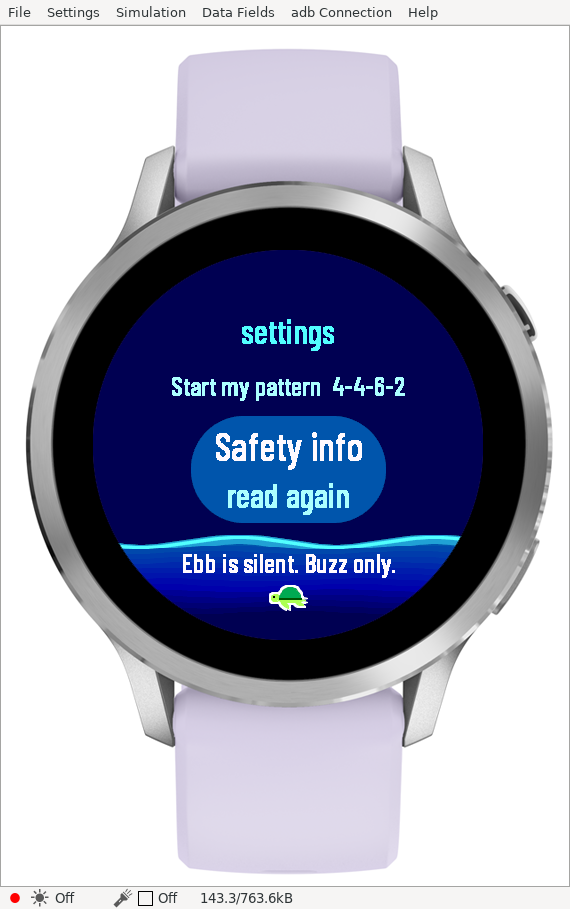 File Settings Simulation Data Fields adb Connection Help
settings
Start my pattern 4-4-6-2
Safety info
read again
Ebb is silent. Buzz only.
Off Off 143.3/763.6kB